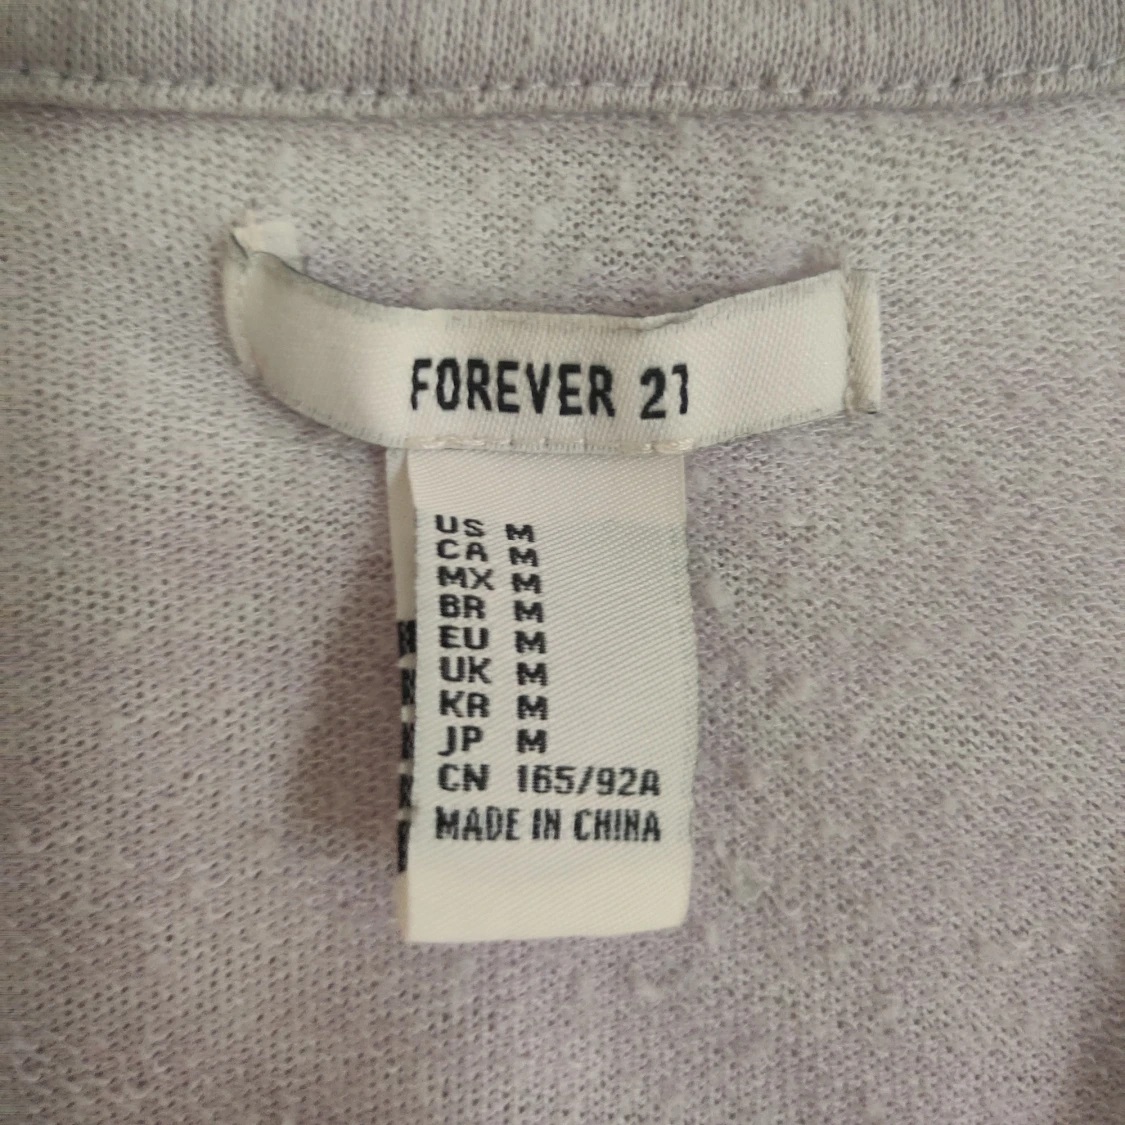 FOREVER 21
US M
CA M
MX M
BR M
EU M
UK M
KR M
JP M
CN 165/92A
MADE IN CHINA